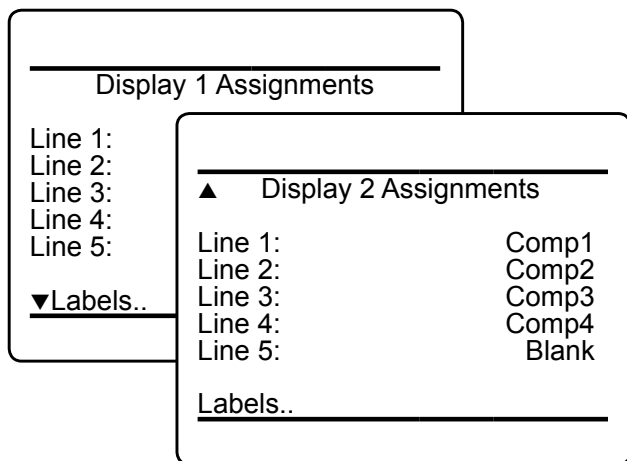 Display 1 Assignments
Line 1:
Line 2:
Line 3:
Line 4:
Line 5:
▼Labels..
▲ Display 2 Assignments
Line 1: Comp1
Line 2: Comp2
Line 3: Comp3
Line 4: Comp4
Line 5: Blank
Labels..